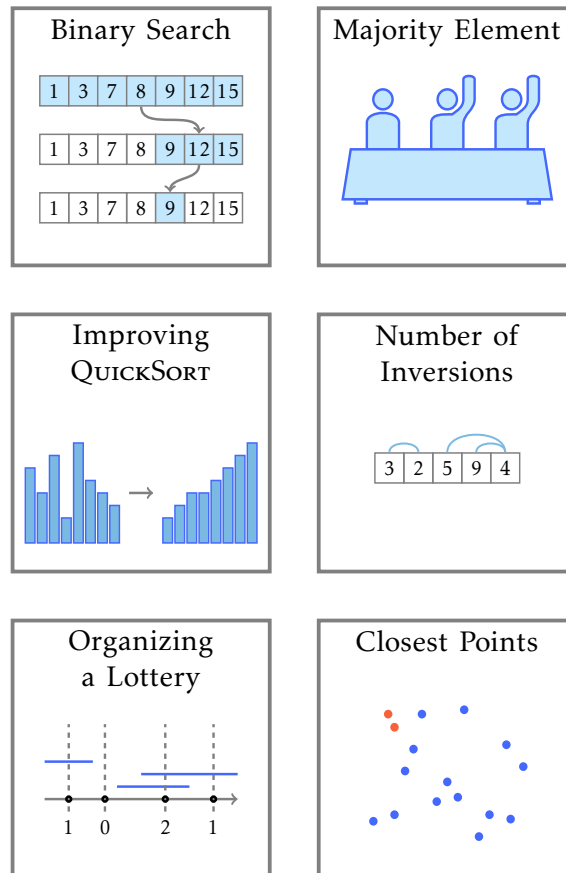 Binary Search
1 3 7 8 9 12 15
1 3 7 8 9 12 15
1 3 7 8 9 12 15
Majority Element
Improving
QUICKSORT
Number of
Inversions
3 2 5 9 4
Organizing
a Lottery
1 0 2 1
Closest Points